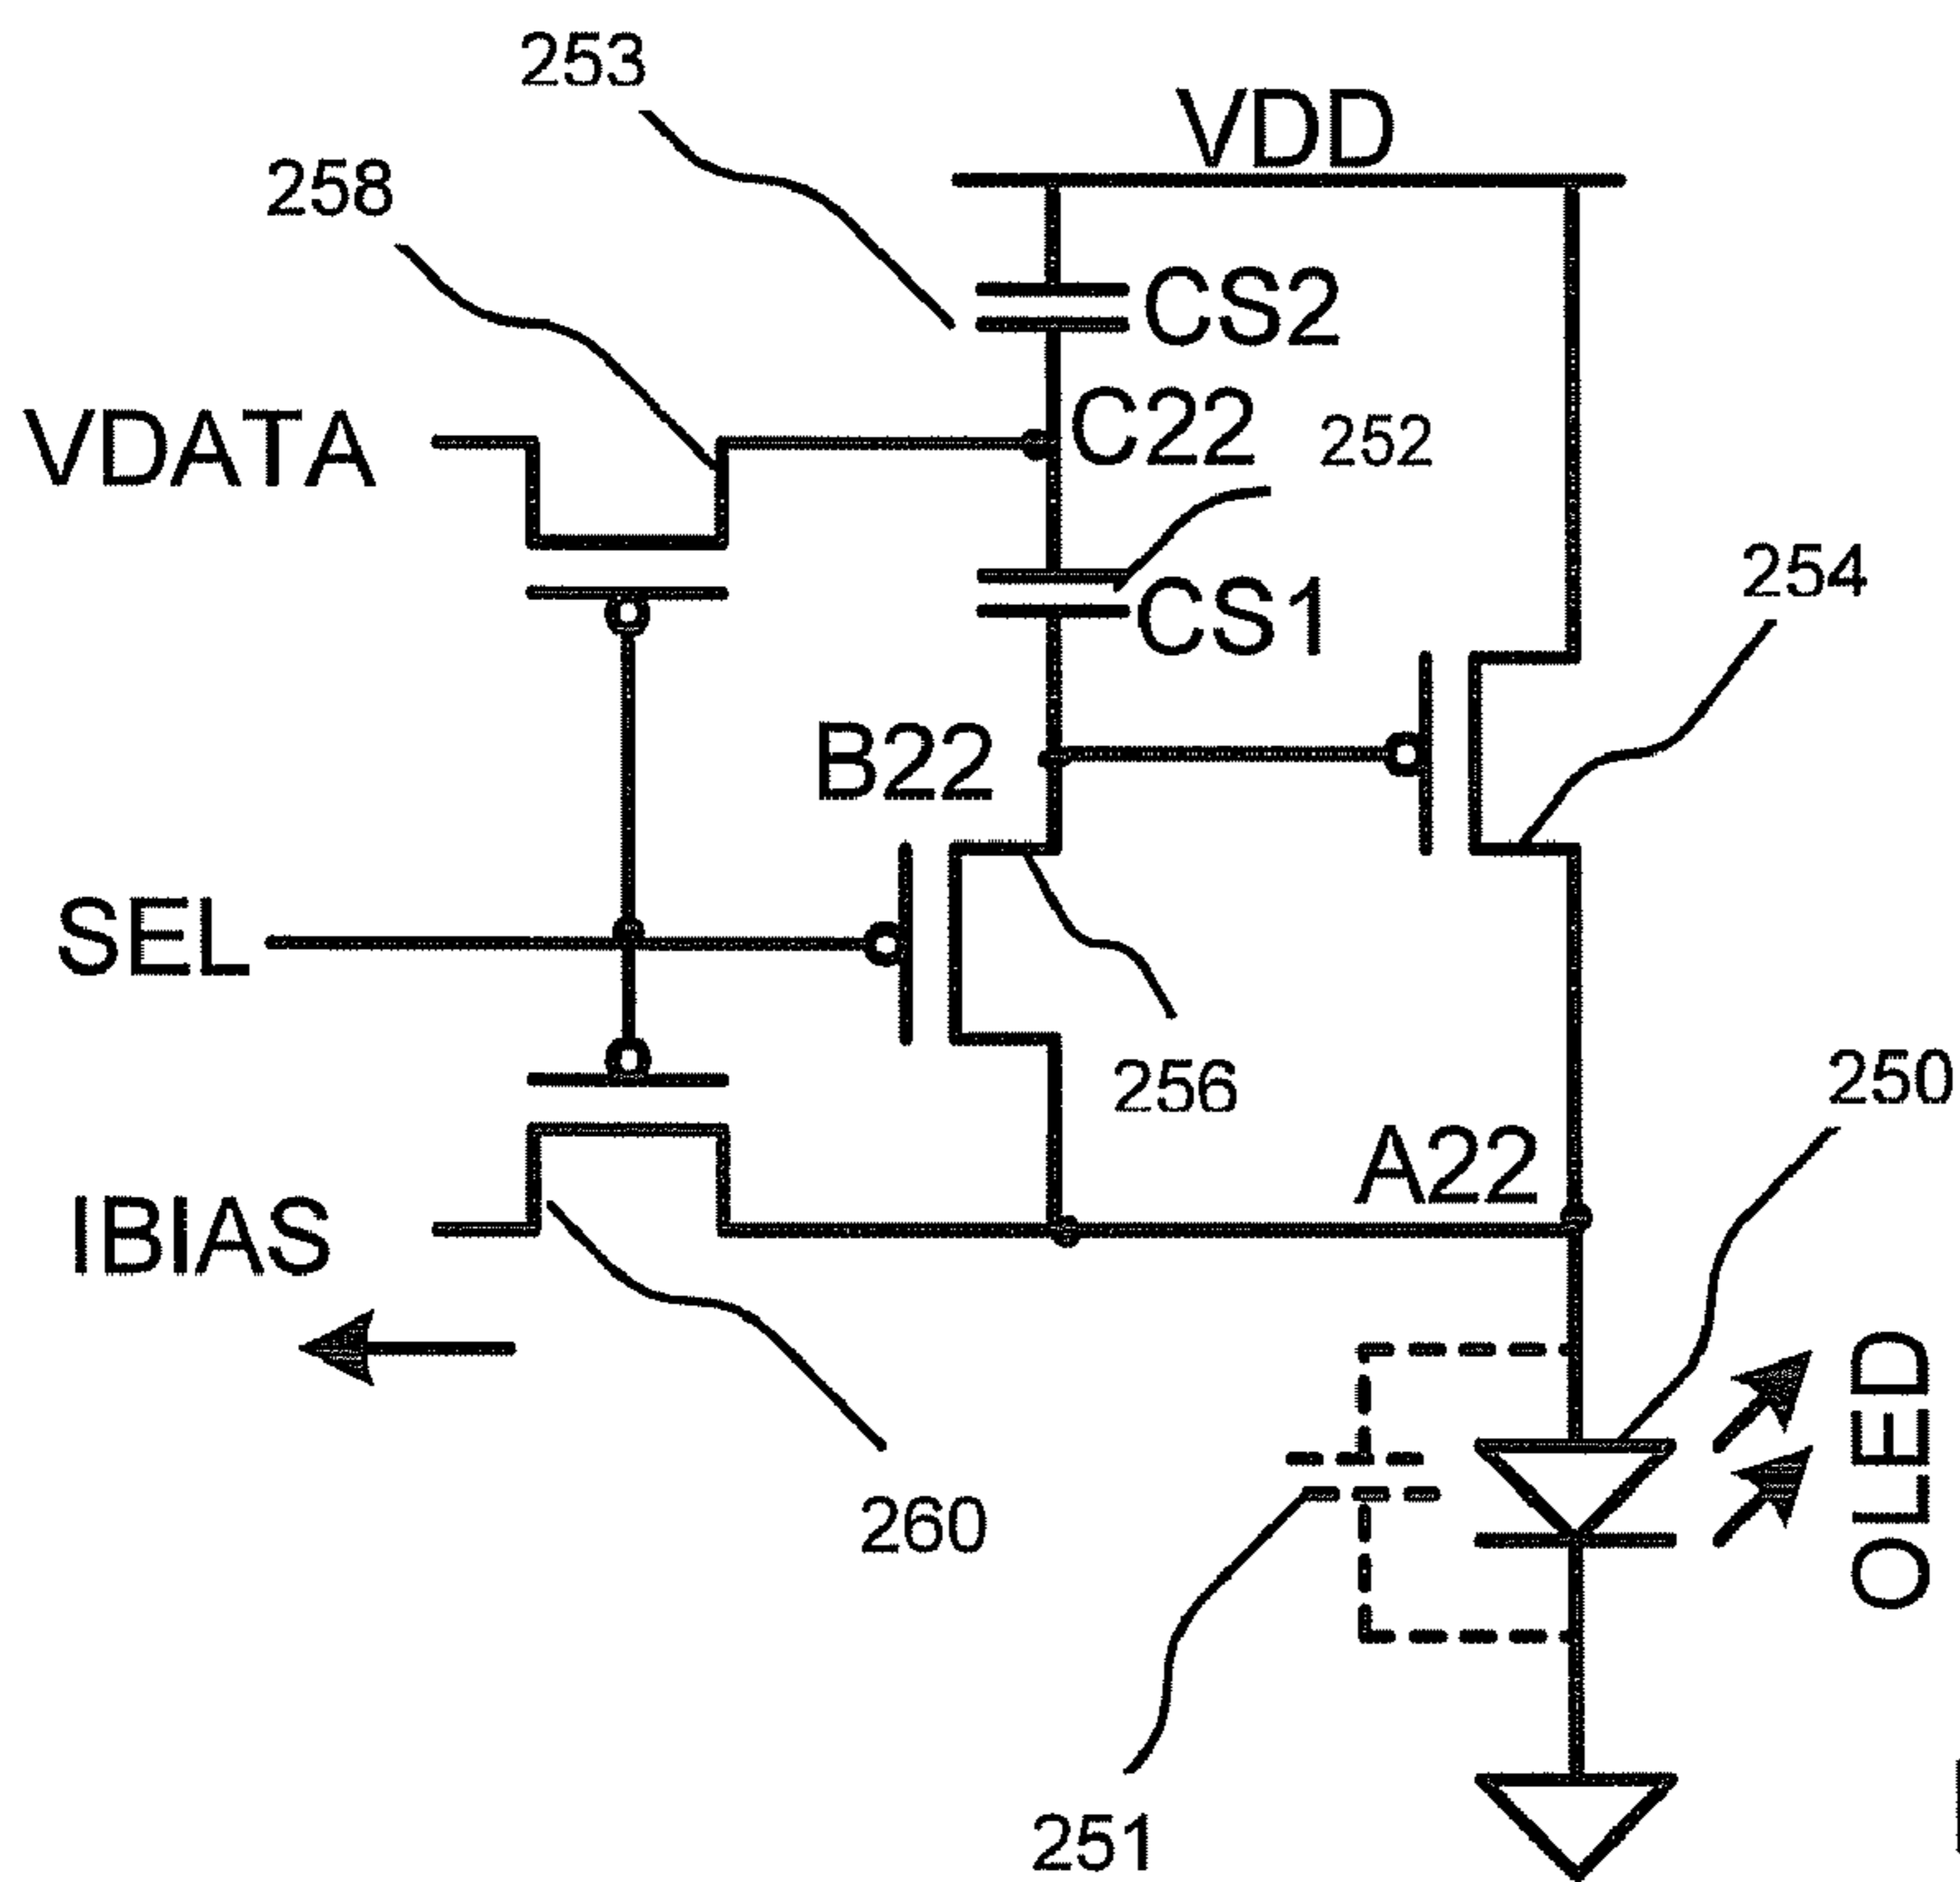 253
VDD
258
CS2
VDATA
C22
252
CS1
254
B22
SEL
256
250
A22
IBIAS
OLED
260
251